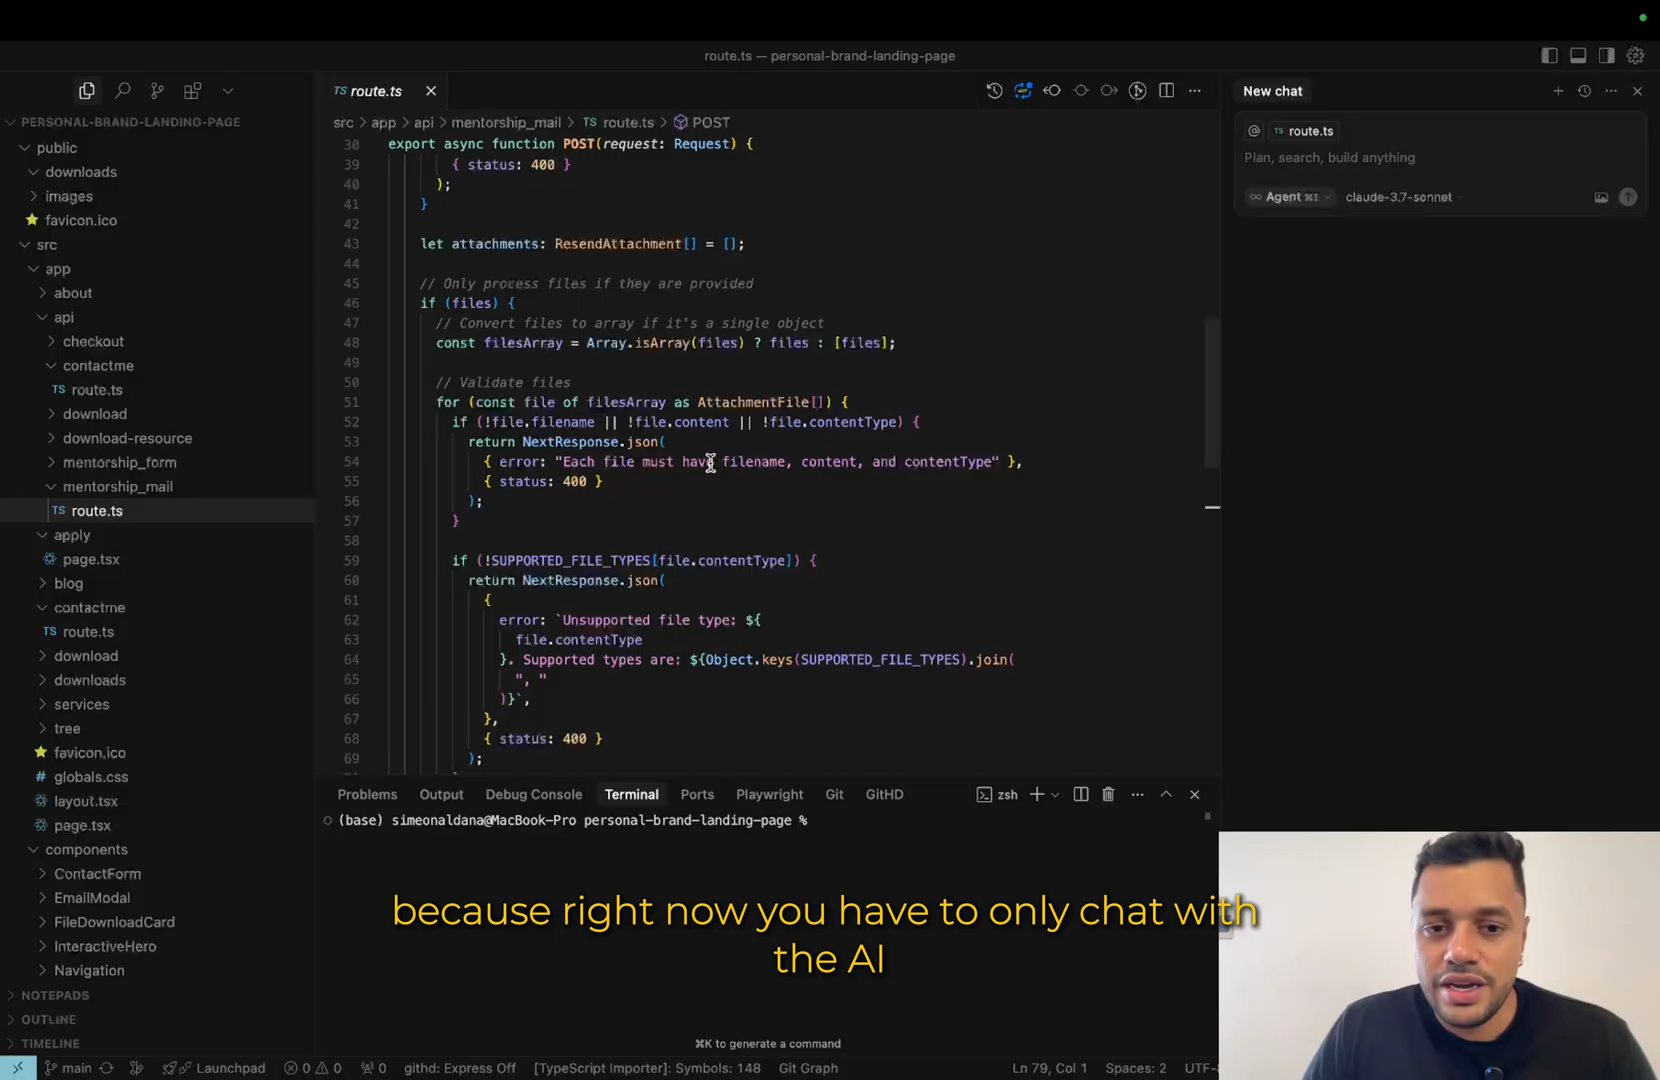 route.ts — personal-brand-landing-page
TS route.ts
New chat
PERSONAL-BRAND-LANDING-PAGE
public
downloads
images
favicon.ico
src
app
about
api
checkout
contactme
TS route.ts
download
download-resource
mentorship_form
mentorship_mail
TS route.ts
apply
page.tsx
blog
contactme
TS route.ts
download
downloads
services
tree
favicon.ico
# globals.css
layout.tsx
page.tsx
components
ContactForm
EmailModal
FileDownloadCard
InteractiveHero
Navigation
NOTEPADS
OUTLINE
TIMELINE
src > app > api > mentorship_mail > TS route.ts > POST
30 export async function POST(request: Request) {
39 { status: 400 }
40 );
41 }
42
43 let attachments: ResendAttachment[] = [];
44
45 // Only process files if they are provided
46 if (files) {
47 // Convert files to array if it's a single object
48 const filesArray = Array.isArray(files) ? files : [files];
49
50 // Validate files
51 for (const file of filesArray as AttachmentFile[]) {
52 if (!file.filename || !file.content || !file.contentType) {
53 return NextResponse.json(
54 { error: "Each file must have filename, content, and contentType" },
55 { status: 400 }
56 );
57 }
58
59 if (!SUPPORTED_FILE_TYPES[file.contentType]) {
60 return NextResponse.json(
61 {
62 error: `Unsupported file type: ${
63 file.contentType
64 }. Supported types are: ${Object.keys(SUPPORTED_FILE_TYPES).join(
65 ", "
66 )}`,
67 },
68 { status: 400 }
69 );
@ TS route.ts
Plan, search, build anything
Agent ⌘I claude-3.7-sonnet
Problems Output Debug Console Terminal Ports Playwright Git GitHD zsh
(base) simeonaldana@MacBook-Pro personal-brand-landing-page %
because right now you have to only chat with
the AI
⌘K to generate a command
main Launchpad 0 0 0 githd: Express Off [TypeScript Importer]: Symbols: 148 Git Graph Ln 79, Col 1 Spaces: 2 UTF-